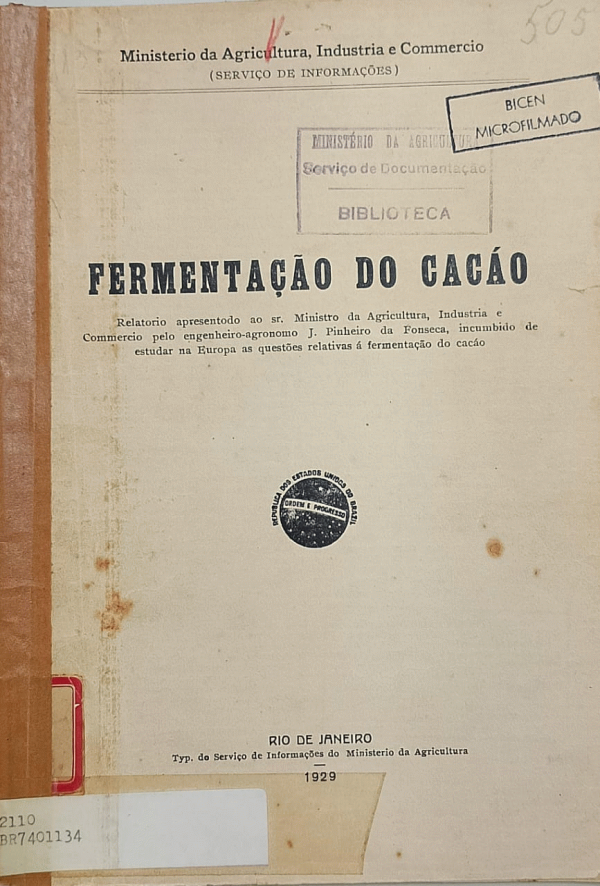 505
Ministerio da Agricultura, Industria e Commercio
(SERVIÇO DE INFORMAÇÕES)
BICEN
MICROFILMADO
MINISTÉRIO DA AGRICULTURA
Serviço de Documentação
BIBLIOTECA
FERMENTAÇÃO DO CACÁO
Relatorio apresentodo ao sr. Ministro da Agricultura, Industria e
Commercio pelo engenheiro-agronomo J. Pinheiro da Fonseca, incumbido de
estudar na Europa as questões relativas á fermentação do cacáo
REPUBLICA DOS ESTADOS UNIDOS DO BRAZIL
ORDEM E PROGRESSO
RIO DE JANEIRO
Typ. do Serviço de Informações do Ministerio da Agricultura
1929
2110
BR7401134